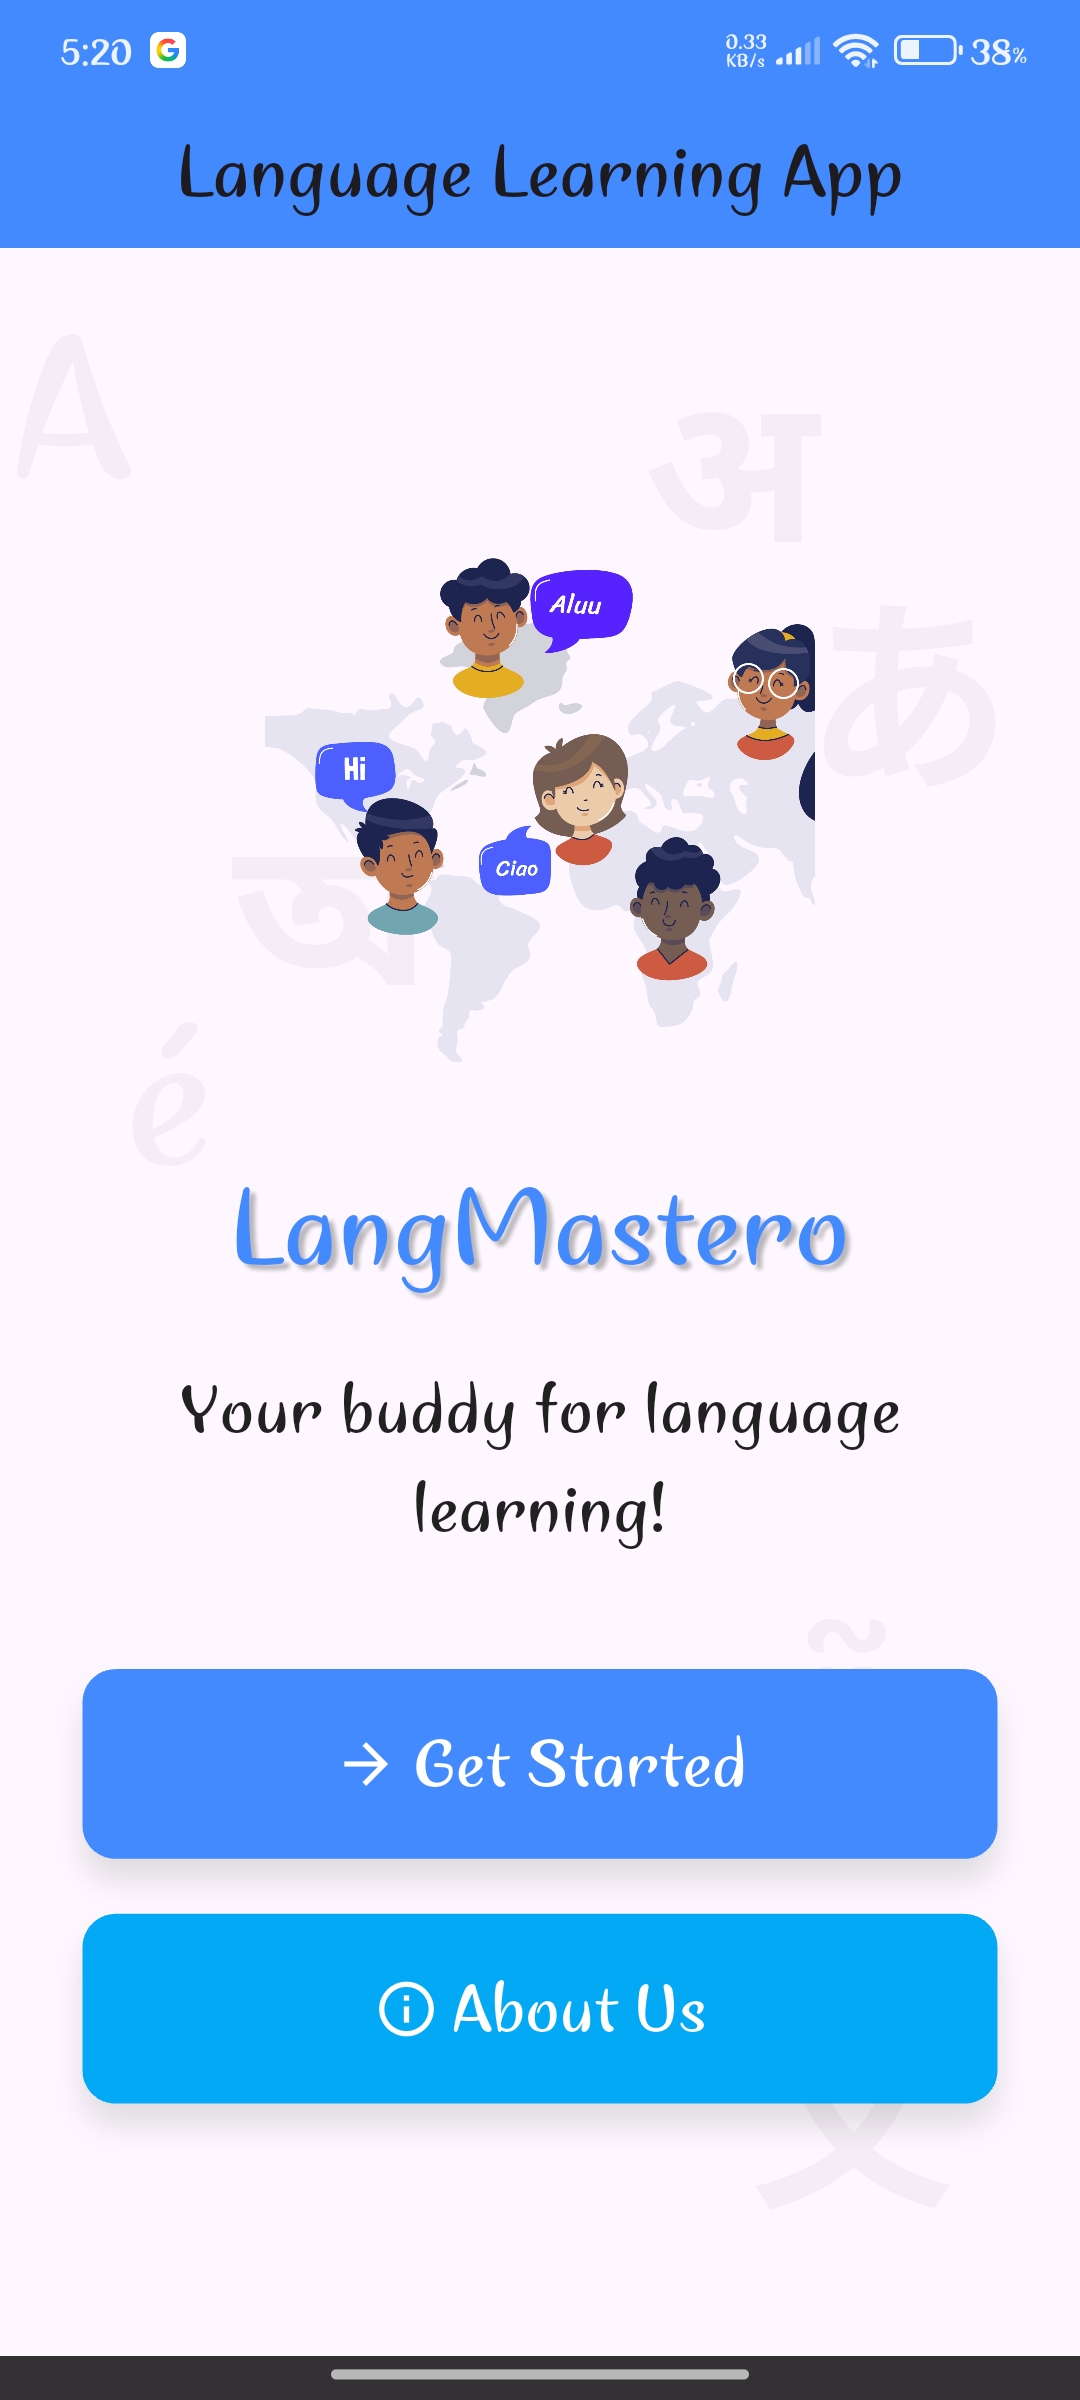 5:20 G 0.33 KB/s 38%
Language Learning App
A
अ
Aluu
あ
Hi
Ciao
অ
é
LangMastero
Your buddy for language
learning!
→ Get Started
About Us